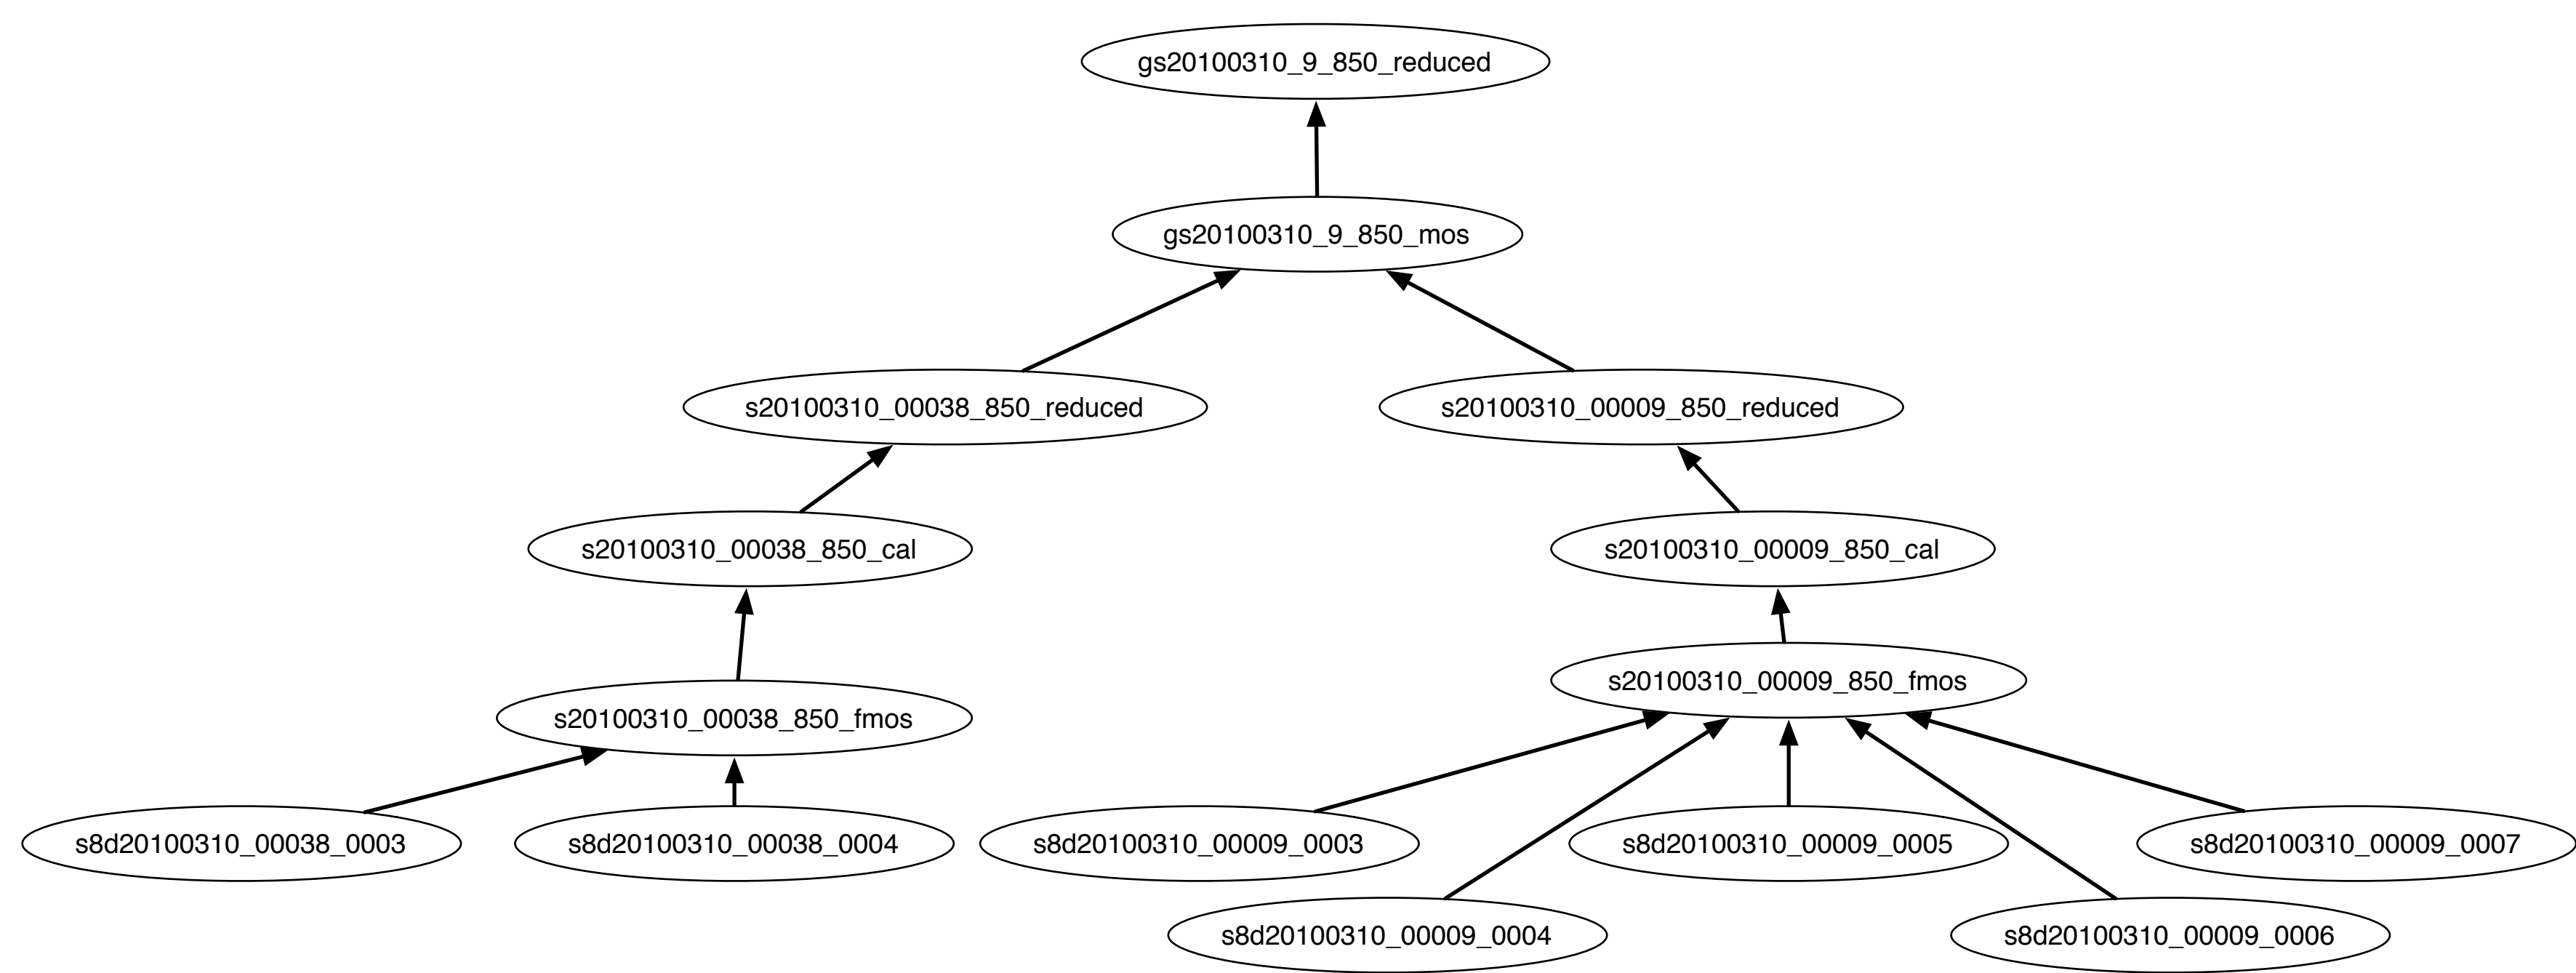 gs20100310_9_850_reduced
gs20100310_9_850_mos
s20100310_00038_850_reduced
s20100310_00009_850_reduced
s20100310_00038_850_cal
s20100310_00009_850_cal
s20100310_00009_850_fmos
s20100310_00038_850_fmos
s8d20100310_00038_0003
s8d20100310_00038_0004
s8d20100310_00009_0003
s8d20100310_00009_0005
s8d20100310_00009_0007
s8d20100310_00009_0004
s8d20100310_00009_0006